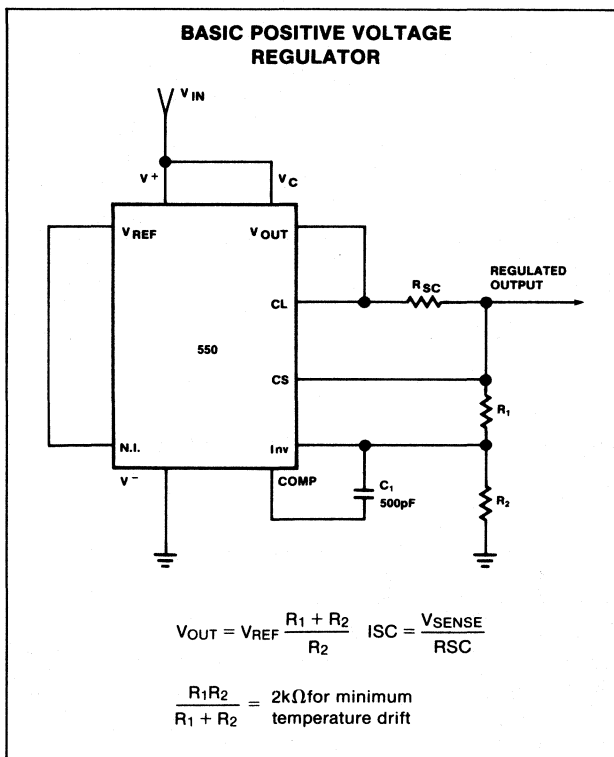 BASIC POSITIVE VOLTAGE
REGULATOR
V IN
V+
VC
VREF
VOUT
REGULATED
OUTPUT
RSC
CL
550
CS
R1
N.I.
Inv
V−
COMP
C1
500pF
R2
VOUT = VREF (R1 + R2)/R2 ISC = VSENSE/RSC
R1R2/(R1 + R2) = 2kΩ for minimum
temperature drift